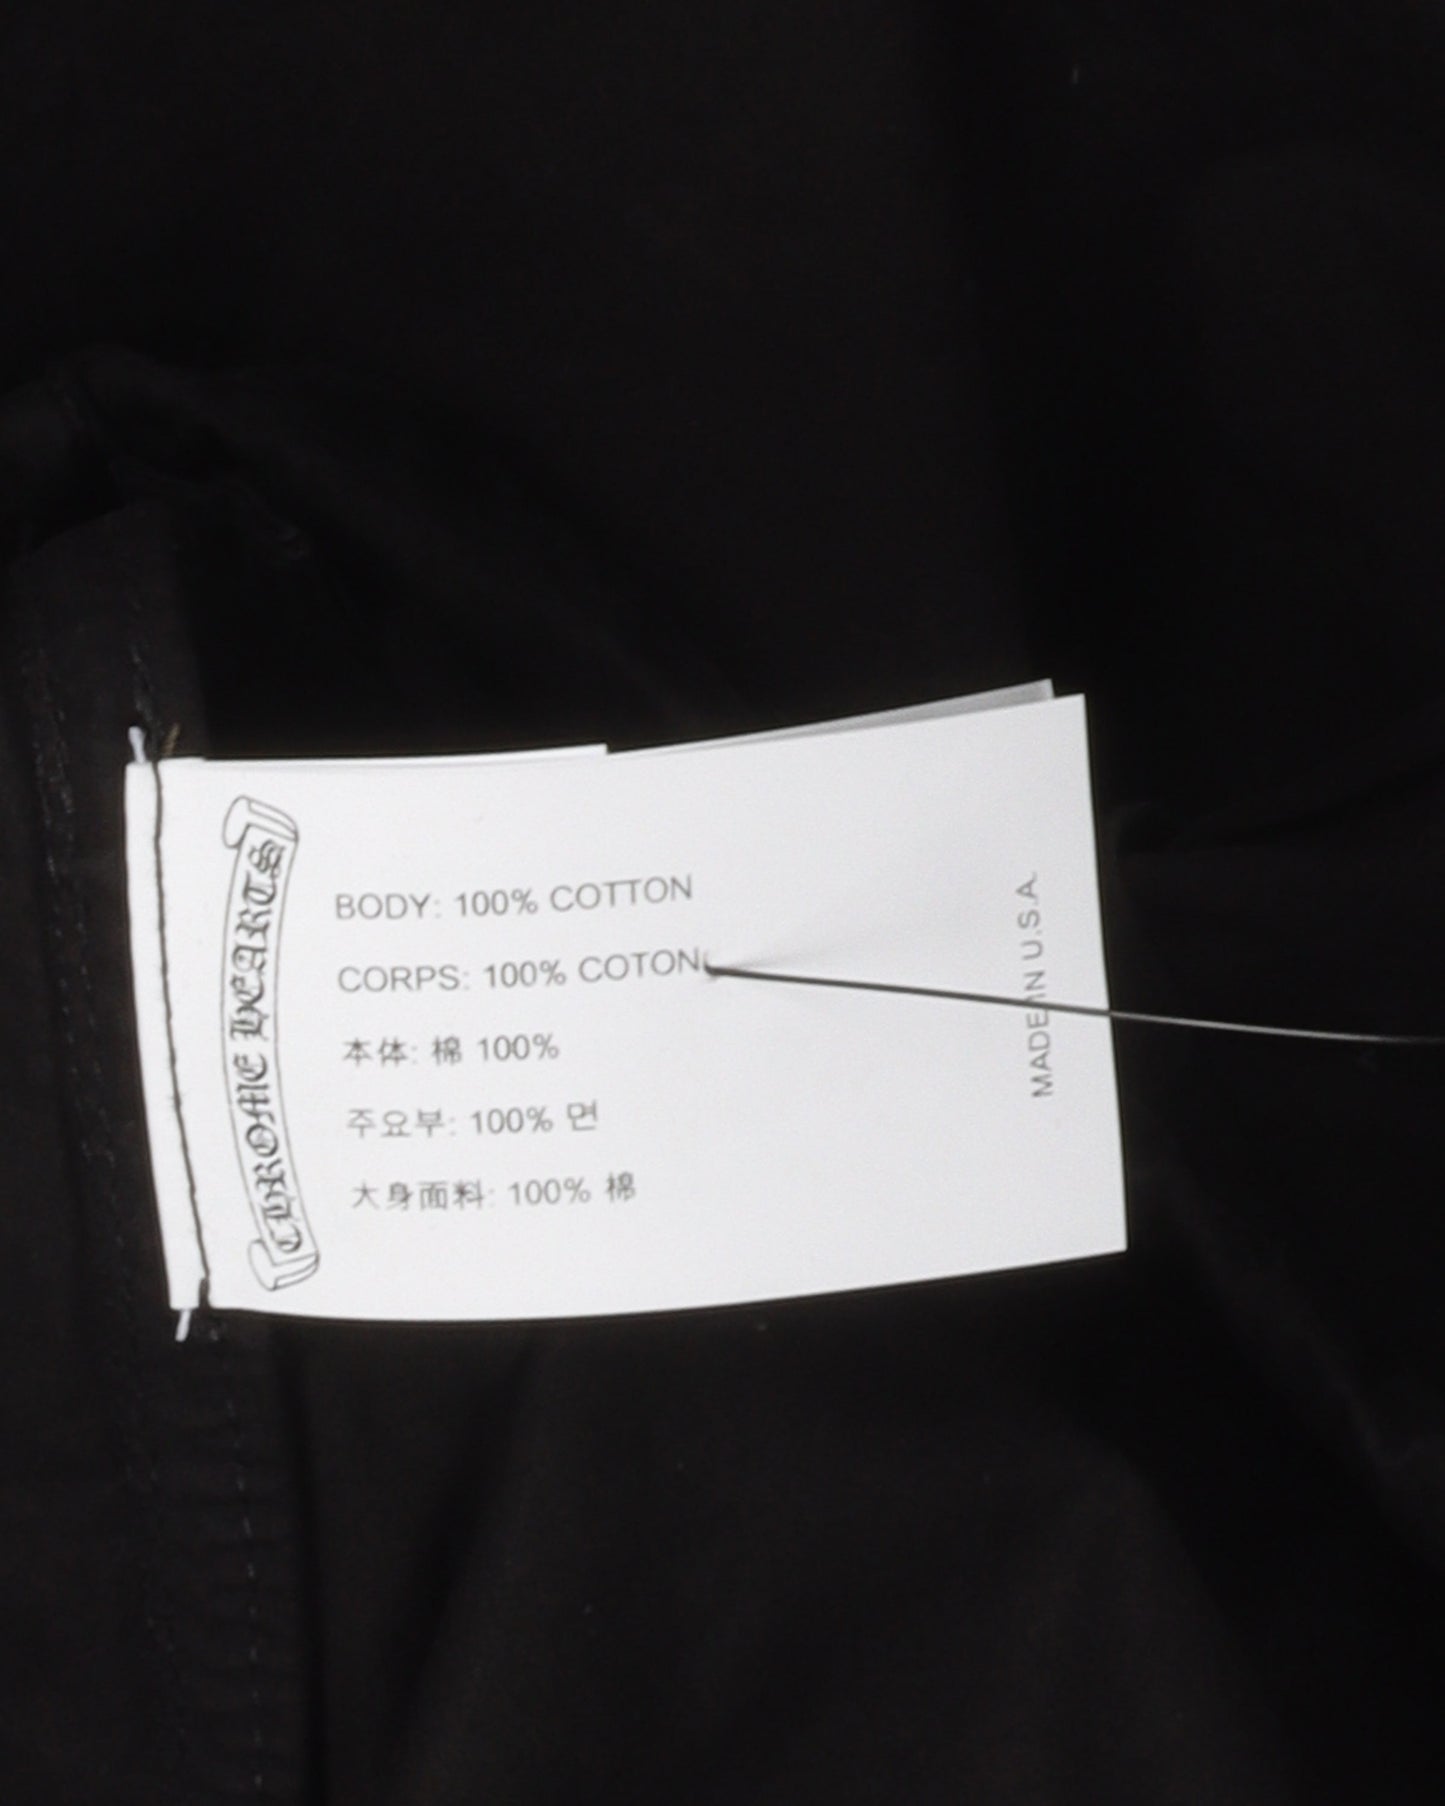 CHROME HEARTS
BODY: 100% COTTON
CORPS: 100% COTON
本体: 棉 100%
주요부: 100% 면
大身面料: 100% 棉
MADE IN U.S.A.